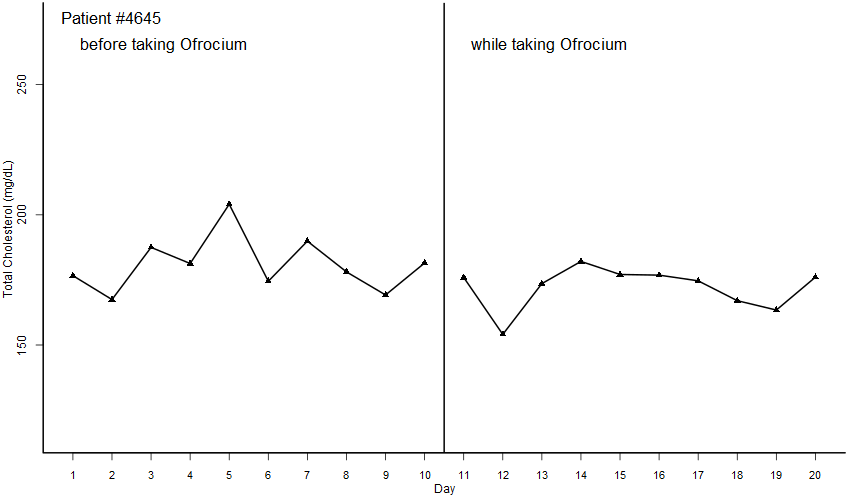 Patient #4645
before taking Ofrocium
while taking Ofrocium
Total Cholesterol (mg/dL)
250
200
150
1 2 3 4 5 6 7 8 9 10 11 12 13 14 15 16 17 18 19 20
Day